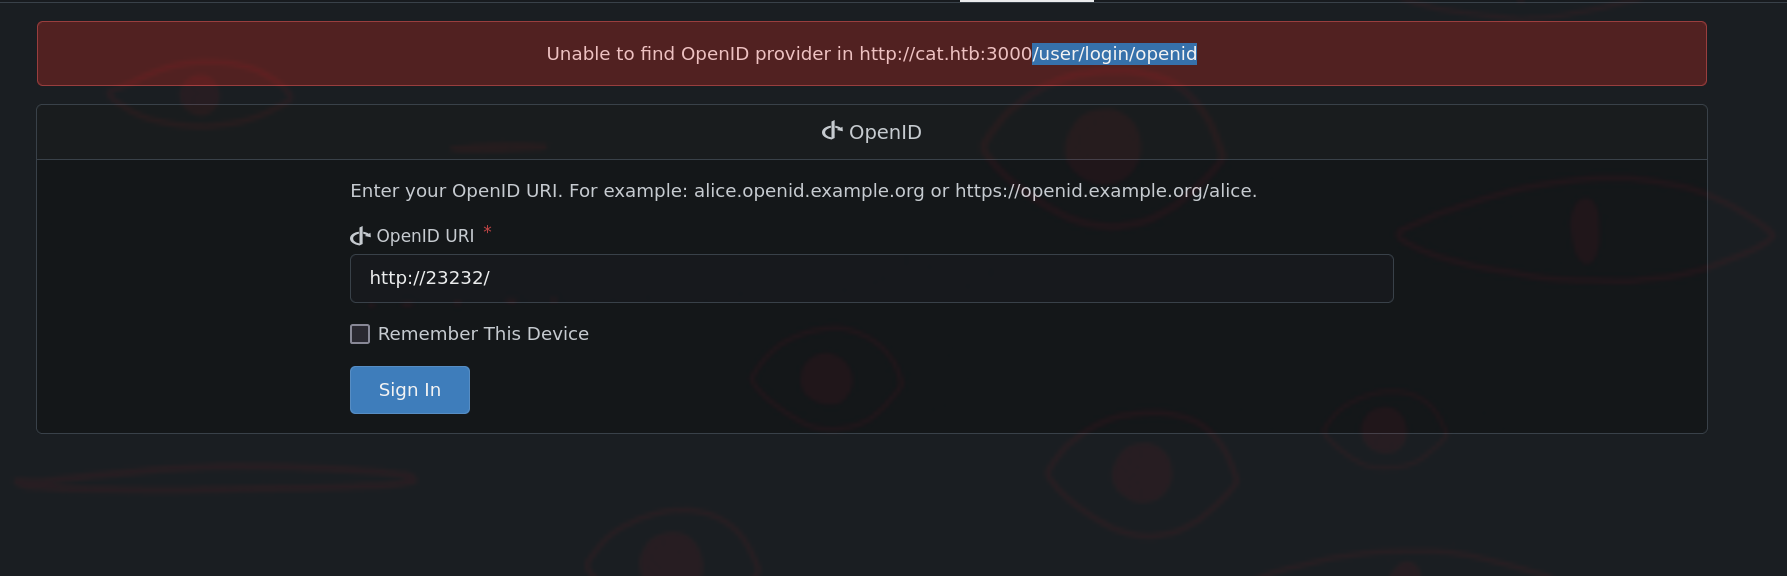 Unable to find OpenID provider in http://cat.htb:3000/user/login/openid
OpenID
Enter your OpenID URI. For example: alice.openid.example.org or https://openid.example.org/alice.
OpenID URI *
http://23232/
Remember This Device
Sign In